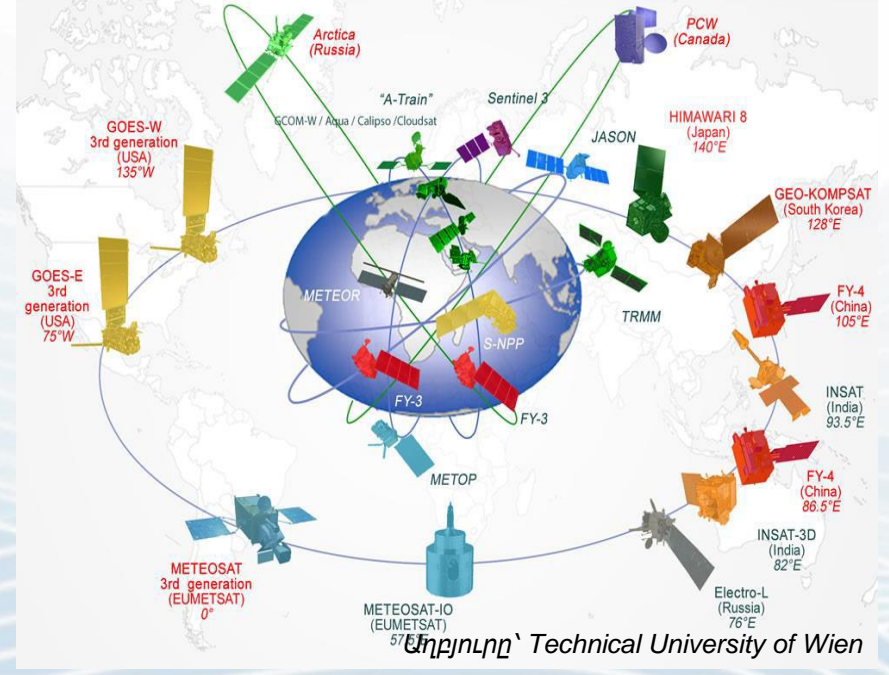 Arctica
(Russia)
PCW
(Canada)
"A-Train"
GCOM-W / Aqua / Calipso /Cloudsat
Sentinel 3
JASON
HIMAWARI 8
(Japan)
140°E
GOES-W
3rd generation
(USA)
135°W
GEO-KOMPSAT
(South Korea)
128°E
GOES-E
3rd
generation
(USA)
75°W
METEOR
TRMM
FY-4
(China)
105°E
S-NPP
FY-3
FY-3
INSAT
(India)
93.5°E
METOP
FY-4
(China)
86.5°E
INSAT-3D
(India)
82°E
METEOSAT
3rd generation
(EUMETSAT)
0°
METEOSAT-IO
(EUMETSAT)
57.5°E
Electro-L
(Russia)
76°E
Աղբյուրը՝ Technical University of Wien